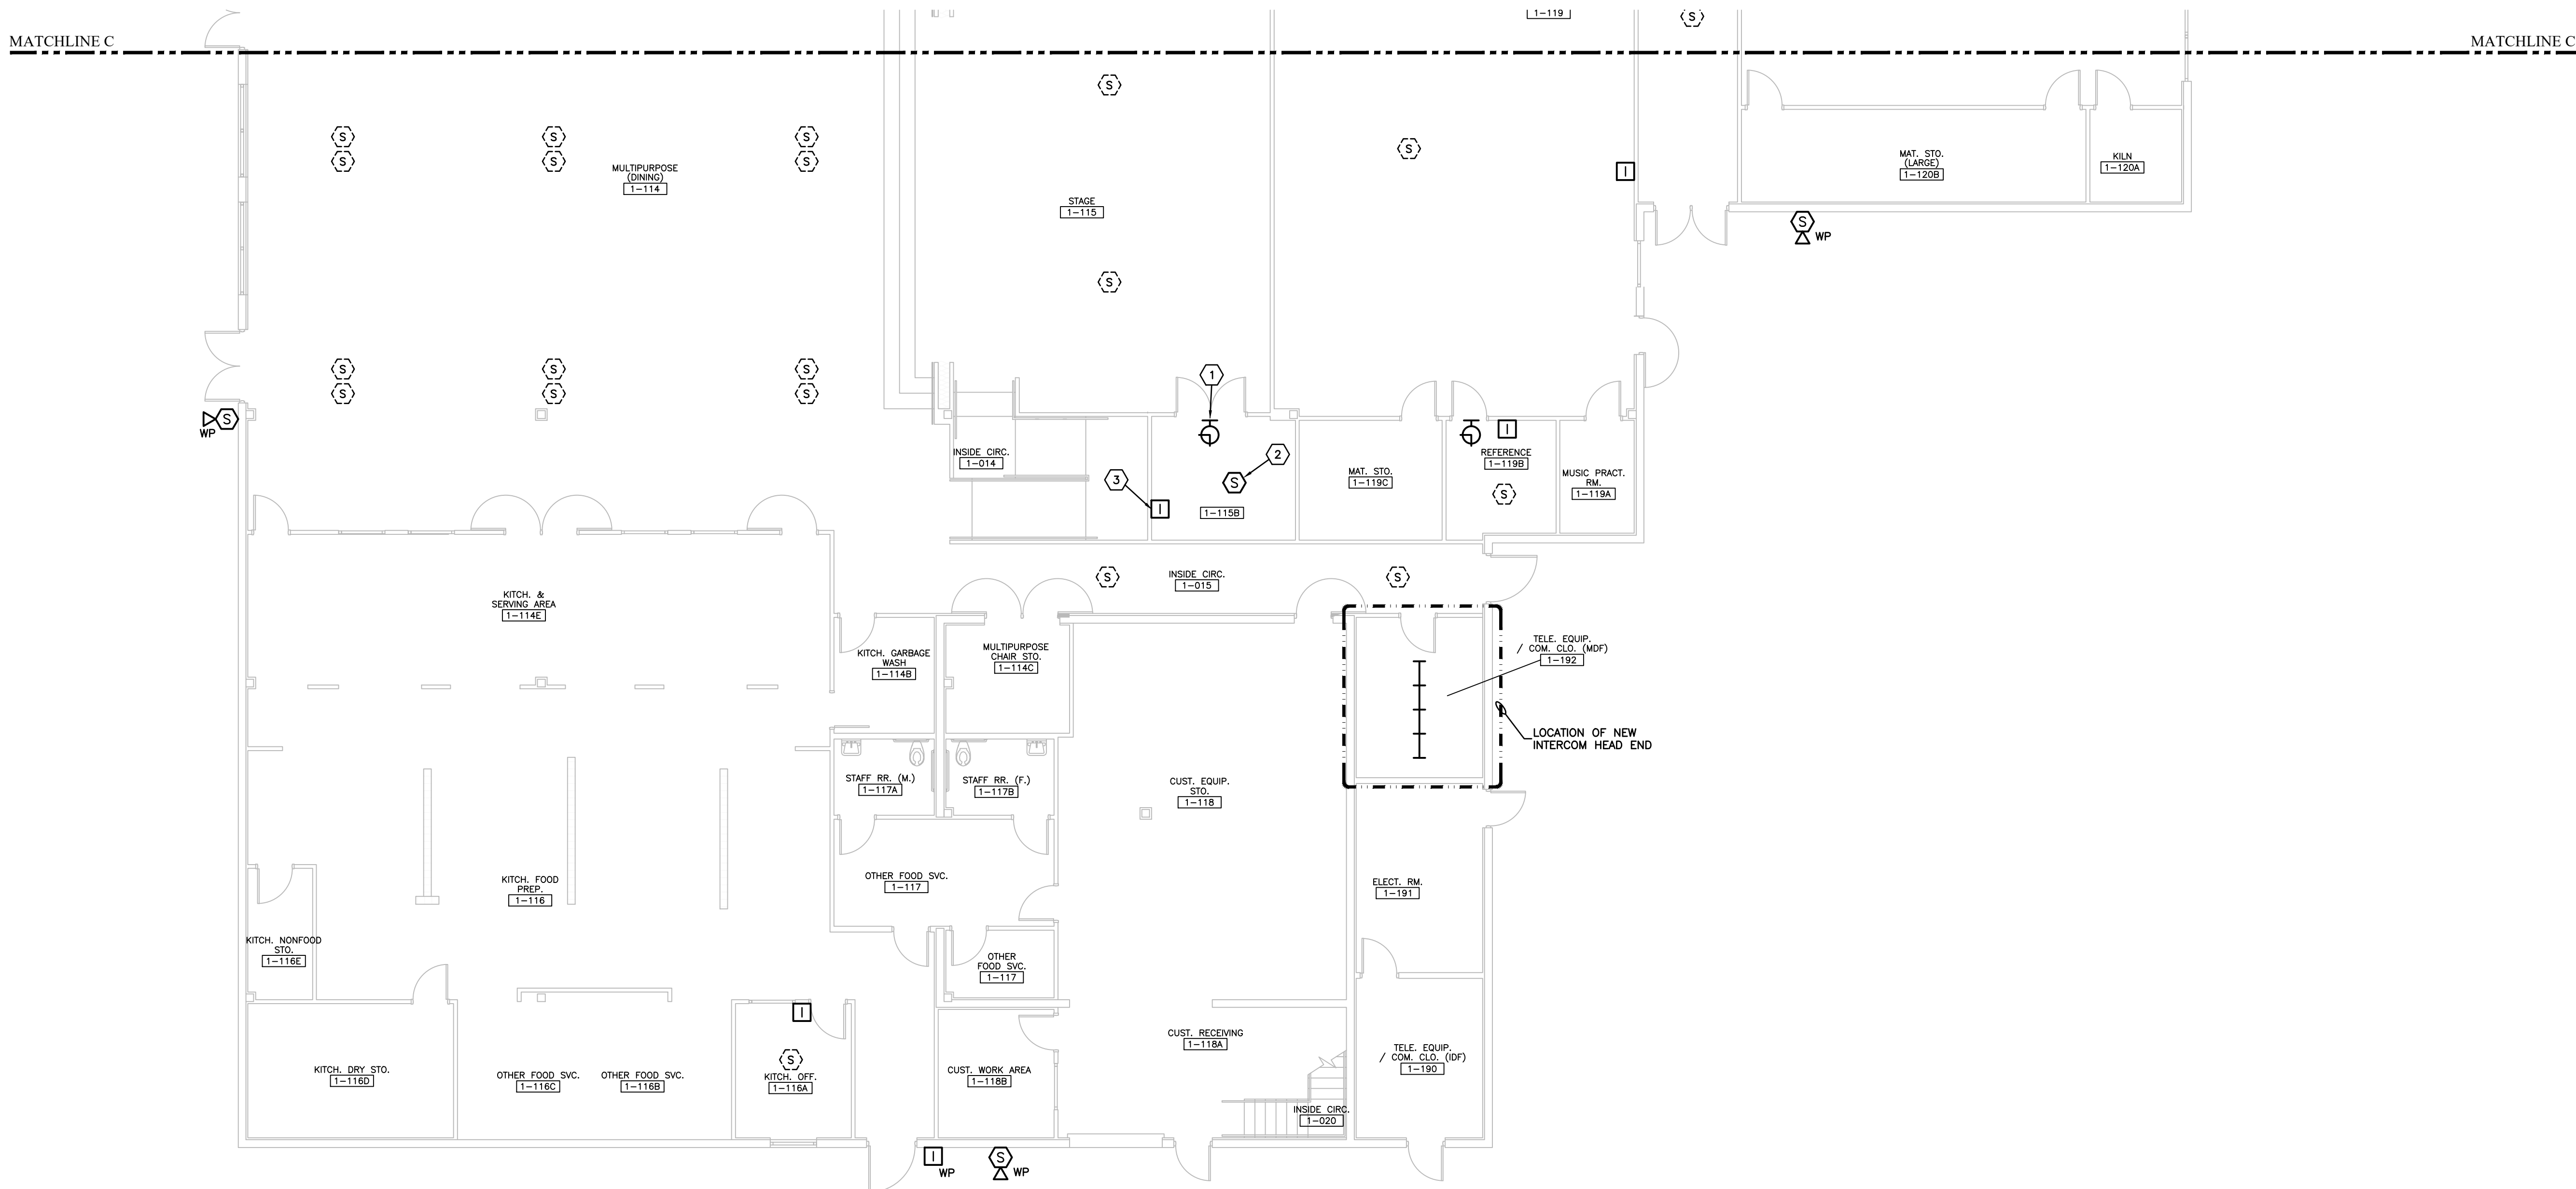 1-119
S
MATCHLINE C
MATCHLINE C
S
S
S
S
S
S
S
S
S
MULTIPURPOSE
(DINING)
1-114
I
MAT. STO.
(LARGE)
1-120B
KILN
1-120A
STAGE
1-115
S
WP
S
S
S
S
S
S
S
1
S
WP
I
INSIDE CIRC.
1-014
2
REFERENCE
1-119B
MAT. STO.
1-119C
MUSIC PRACT.
RM.
1-119A
3
S
S
I
1-115B
S
INSIDE CIRC.
1-015
S
KITCH. &
SERVING AREA
1-114E
KITCH. GARBAGE
WASH
1-114B
MULTIPURPOSE
CHAIR STO.
1-114C
TELE. EQUIP.
/ COM. CLO. (MDF)
1-192
LOCATION OF NEW
INTERCOM HEAD END
STAFF RR. (M.)
1-117A
STAFF RR. (F.)
1-117B
CUST. EQUIP.
STO.
1-118
KITCH. FOOD
PREP.
1-116
OTHER FOOD SVC.
1-117
ELECT. RM.
1-191
KITCH. NONFOOD
STO.
1-116E
OTHER
FOOD SVC.
1-117
I
S
KITCH. DRY STO.
1-116D
OTHER FOOD SVC.
1-116C
OTHER FOOD SVC.
1-116B
KITCH. OFF.
1-116A
CUST. WORK AREA
1-118B
CUST. RECEIVING
1-118A
TELE. EQUIP.
/ COM. CLO. (IDF)
1-190
INSIDE CIRC.
1-020
I
WP
S
WP